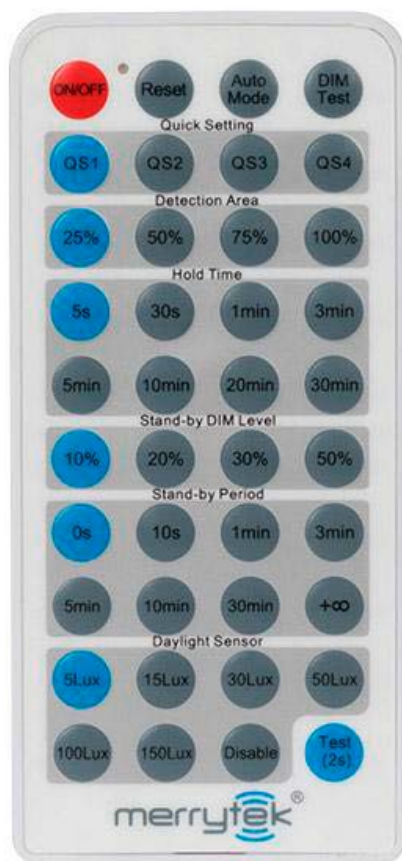 ON/OFF Reset Auto Mode DIM Test
Quick Setting
QS1 QS2 QS3 QS4
Detection Area
25% 50% 75% 100%
Hold Time
5s 30s 1min 3min
5min 10min 20min 30min
Stand-by DIM Level
10% 20% 30% 50%
Stand-by Period
0s 10s 1min 3min
5min 10min 30min +∞
Daylight Sensor
5Lux 15Lux 30Lux 50Lux
100Lux 150Lux Disable Test (2s)
merrytek®